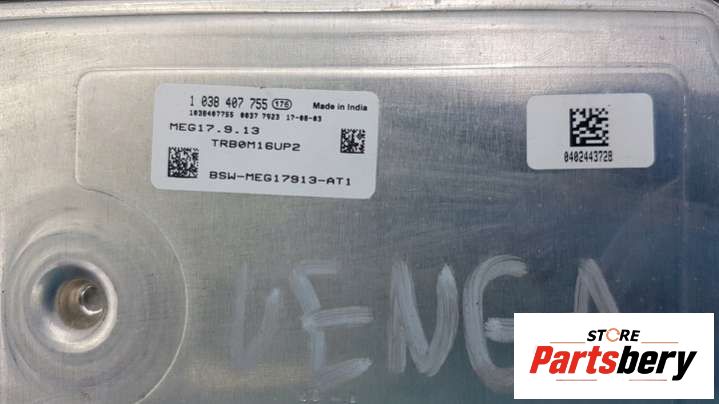 1 038 407 755 176 Made in India
1038407755 0037 7923 17-08-03
MEG17.9.13
TRB0M16UP2
BSW-MEG17913-AT1
0402443728
VENGA
STORE
Partsbery